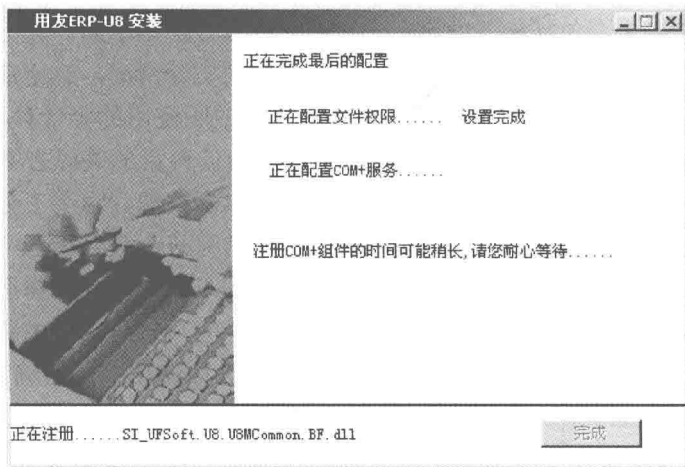 用友ERP-U8 安装
正在完成最后的配置
正在配置文件权限...... 设置完成
正在配置COM+服务......
注册COM+组件的时间可能稍长,请您耐心等待......
正在注册......SI_UFSoft.U8.U8MCommon.BF.dll
完成